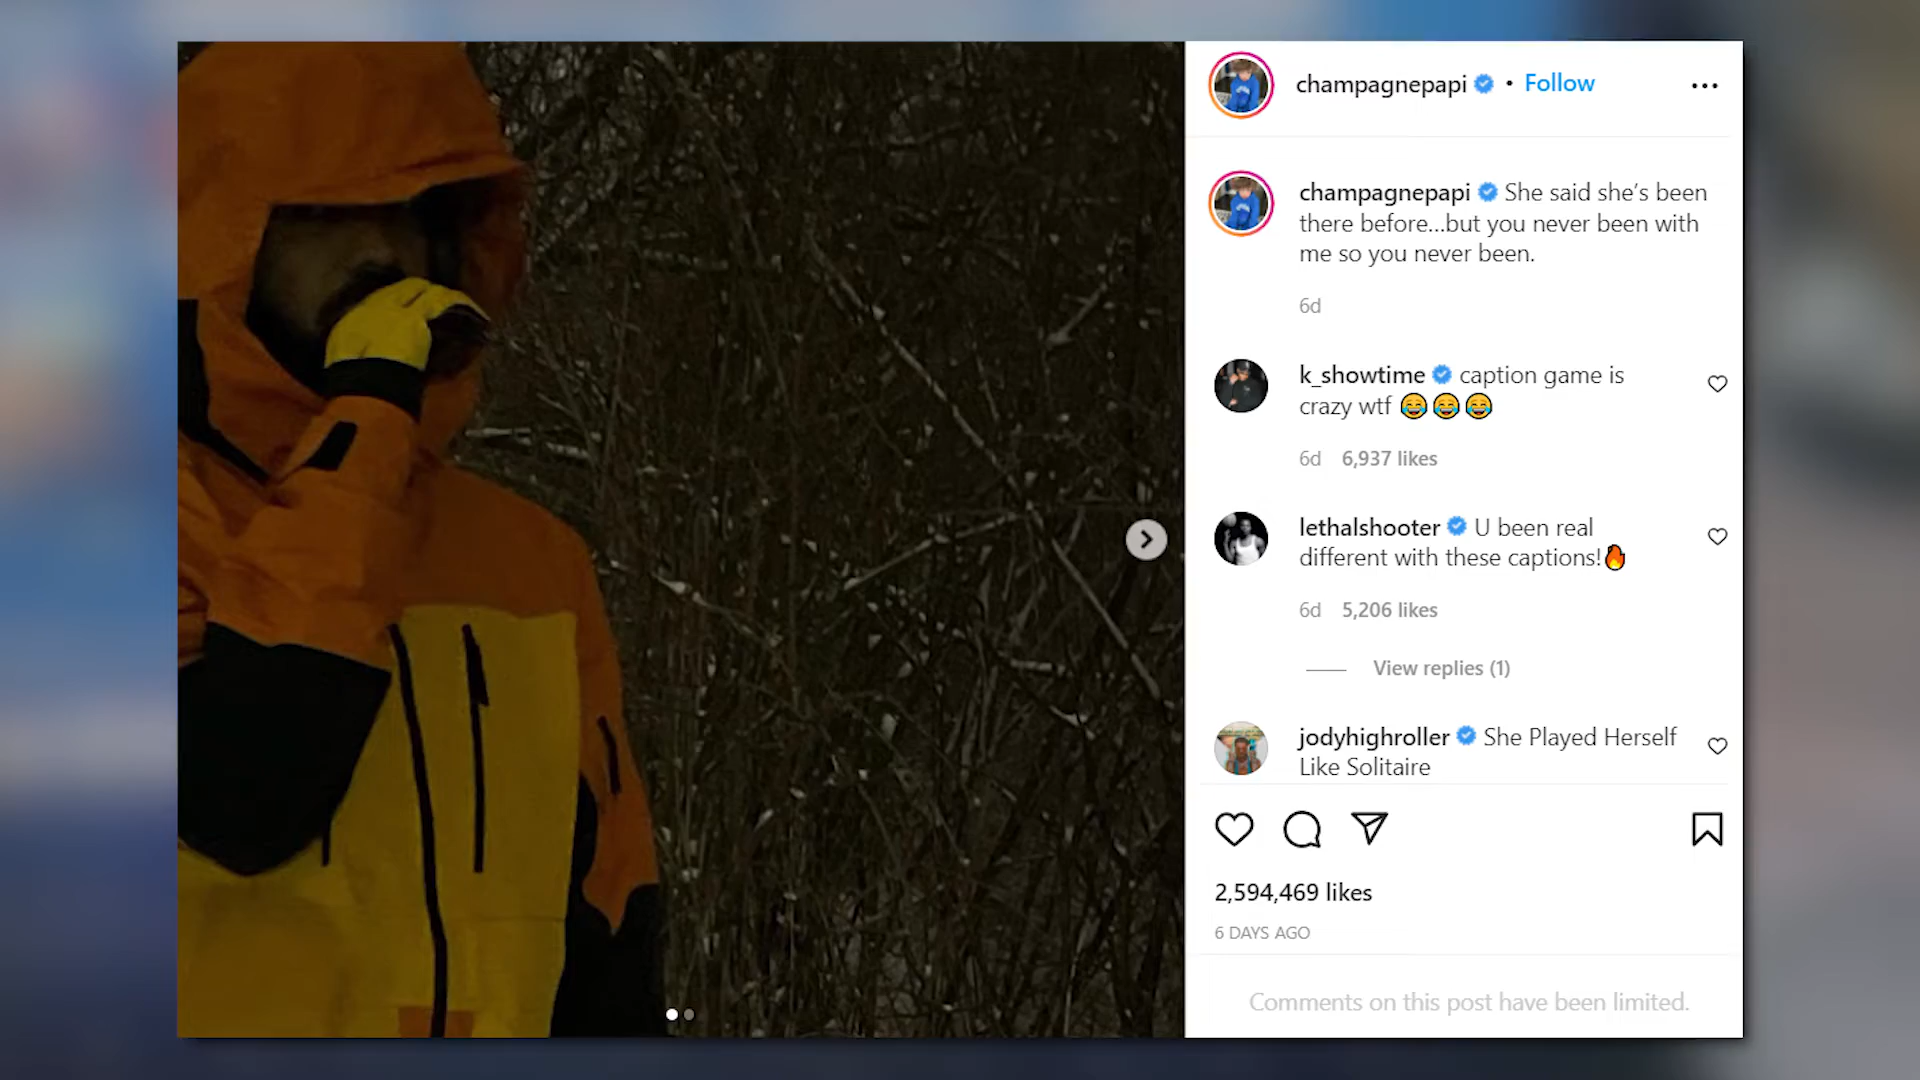 champagnepapi • Follow
champagnepapi She said she’s been
there before...but you never been with
me so you never been.
6d
k_showtime caption game is
crazy wtf 😂😂😂
6d 6,937 likes
lethalshooter U been real
different with these captions!🔥
6d 5,206 likes
View replies (1)
jodyhighroller She Played Herself
Like Solitaire
2,594,469 likes
6 DAYS AGO
Comments on this post have been limited.